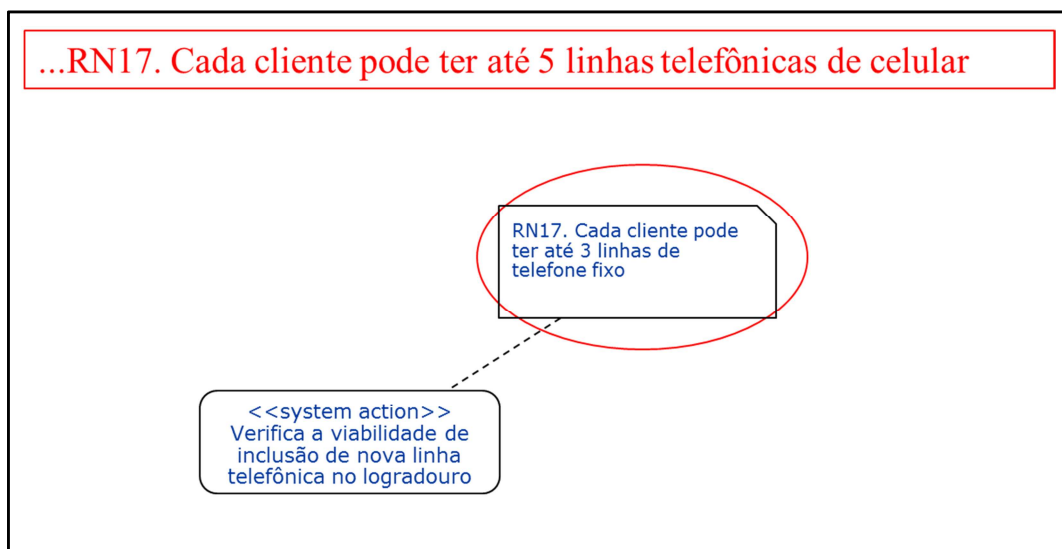 ...RN17. Cada cliente pode ter até 5 linhas telefônicas de celular
RN17. Cada cliente pode
ter até 3 linhas de
telefone fixo
<<system action>>
Verifica a viabilidade de
inclusão de nova linha
telefônica no logradouro